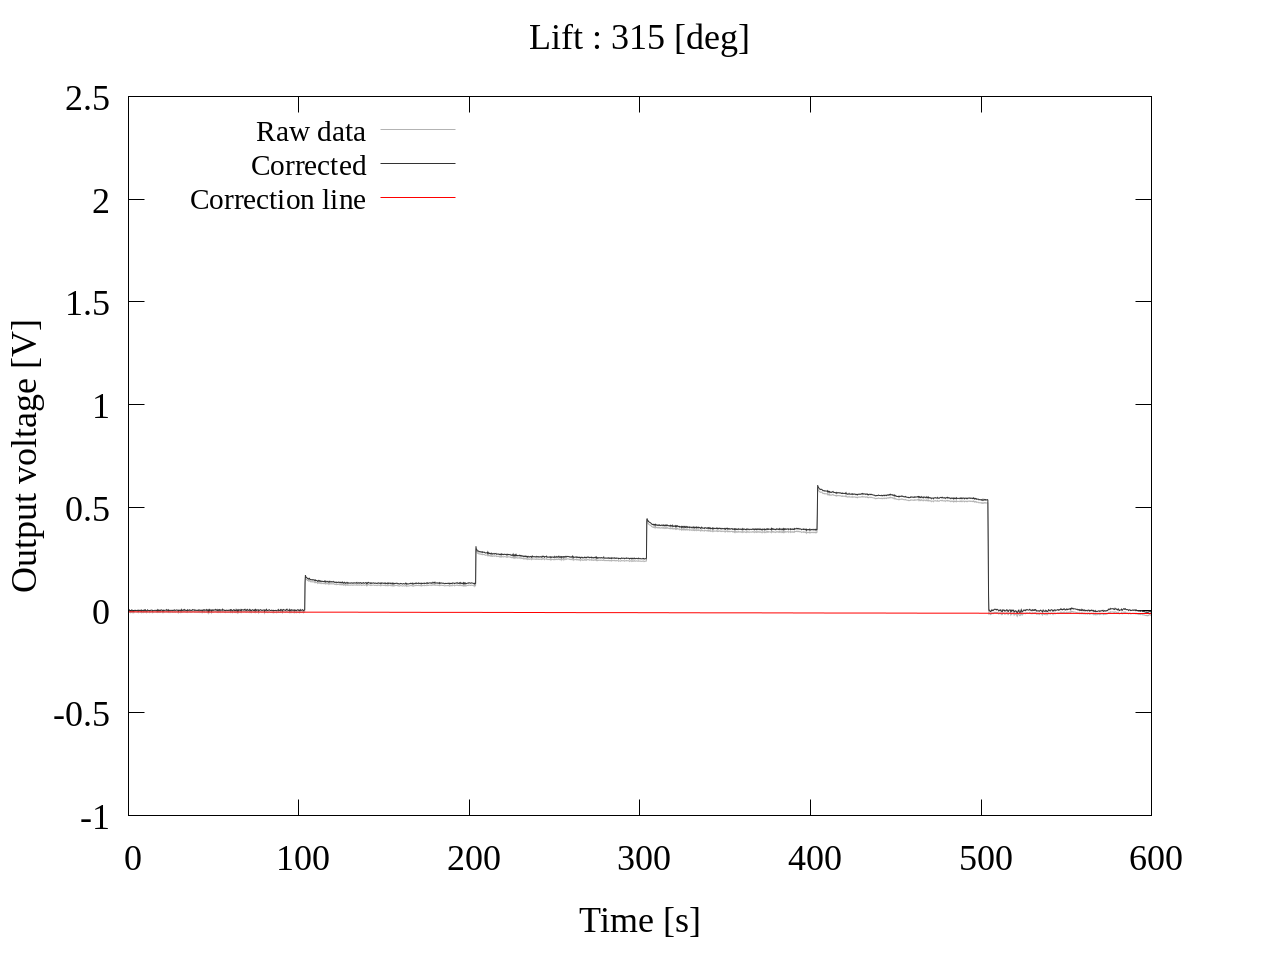 Lift : 315 [deg]
2.5
2
1.5
1
0.5
0
-0.5
-1
Output voltage [V]
Raw data
Corrected
Correction line
0 100 200 300 400 500 600
Time [s]